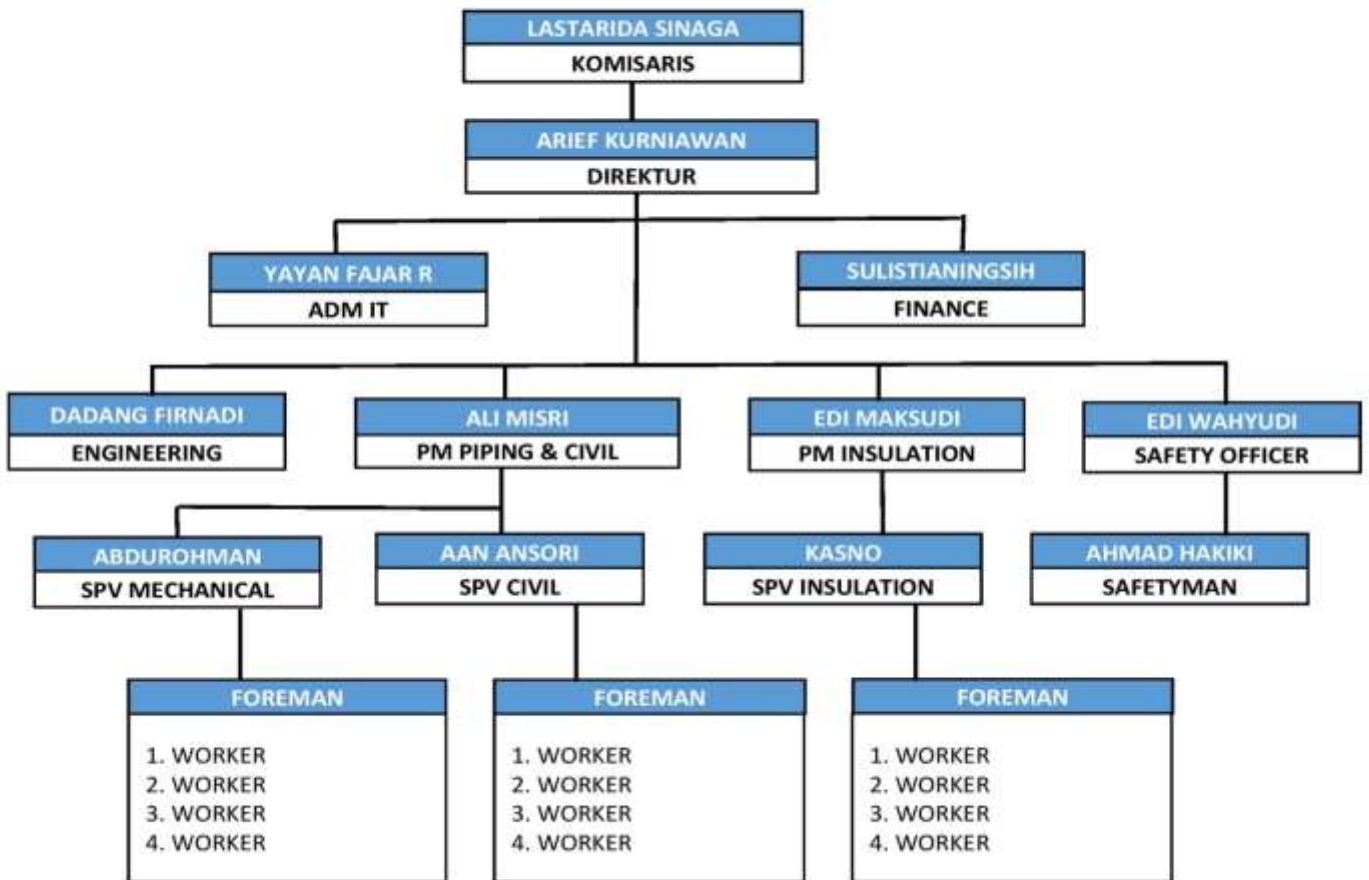 LASTARIDA SINAGA
KOMISARIS
ARIEF KURNIAWAN
DIREKTUR
YAYAN FAJAR R
ADM IT
SULISTIANINGSIH
FINANCE
DADANG FIRNADI
ENGINEERING
ALI MISRI
PM PIPING & CIVIL
EDI MAKSUDI
PM INSULATION
EDI WAHYUDI
SAFETY OFFICER
ABDUROHMAN
SPV MECHANICAL
AAN ANSORI
SPV CIVIL
KASNO
SPV INSULATION
AHMAD HAKIKI
SAFETYMAN
FOREMAN
1. WORKER
2. WORKER
3. WORKER
4. WORKER
FOREMAN
1. WORKER
2. WORKER
3. WORKER
4. WORKER
FOREMAN
1. WORKER
2. WORKER
3. WORKER
4. WORKER